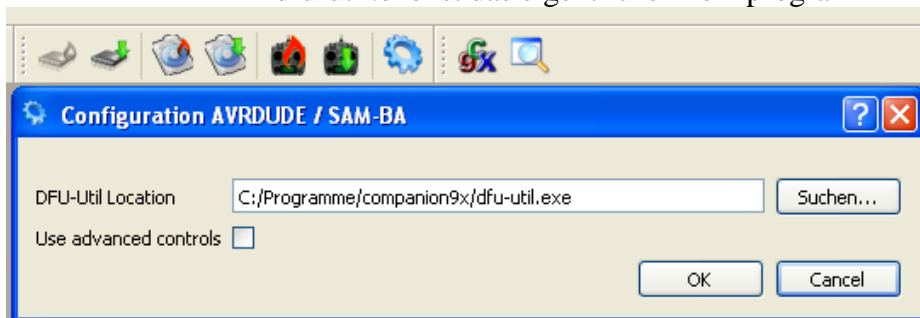 Configuration AVRDUDE / SAM-BA
DFU-Util Location C:/Programme/companion9x/dfu-util.exe Suchen...
Use advanced controls
OK Cancel